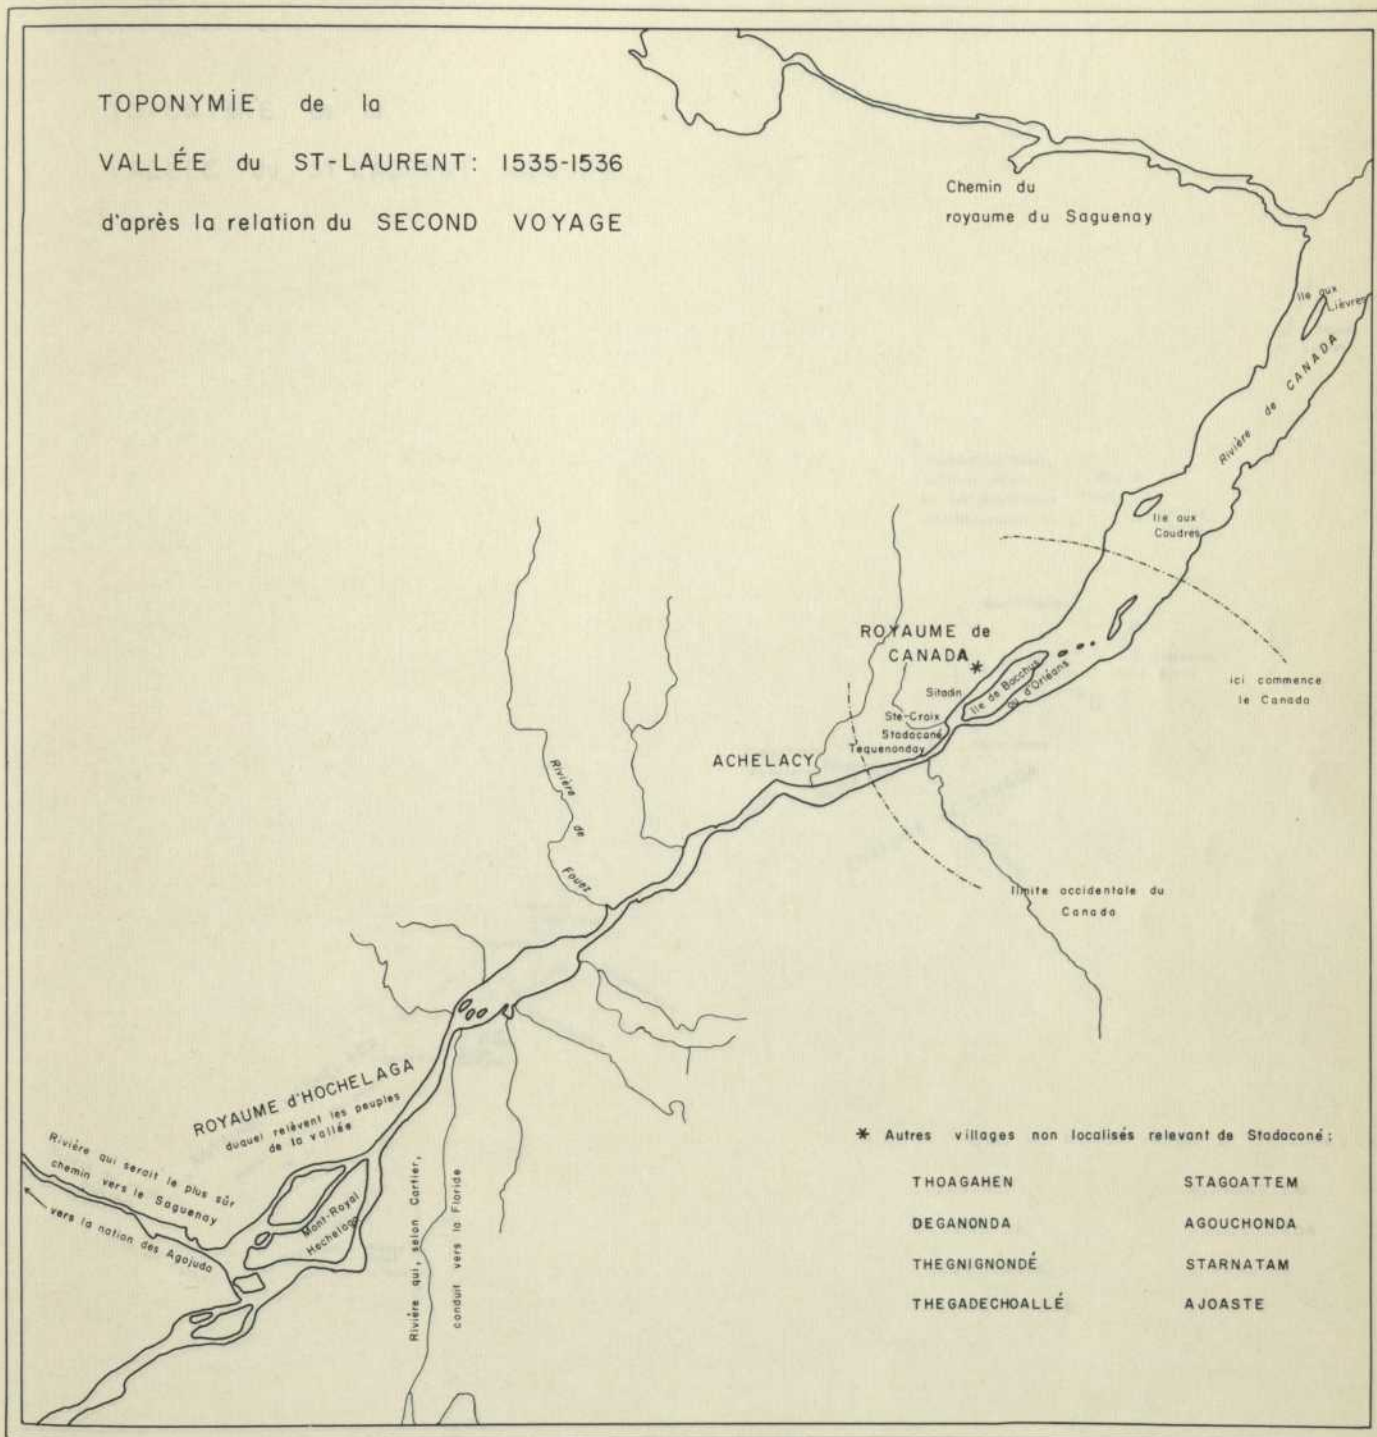 TOPONYMIE de la
VALLÉE du ST-LAURENT: 1535-1536
d'après la relation du SECOND VOYAGE
Chemin du
royaume du Saguenay
Ile aux
Lièvres
Rivière de CANADA
Ile aux
Coudres
ROYAUME de
CANADA *
ici commence
le Canada
Sitadin
Ile de Bacchus
ou d'Orléans
Ste-Croix
Stadaconé
Tequenonday
ACHELACY
Rivière de Fouez
limite occidentale du
Canada
ROYAUME d'HOCHELAGA
duquel relèvent les peuples
de la vallée
Rivière qui serait le plus sûr
chemin vers le Saguenay
vers la nation des Agojuda
Mont-Royal
Hechelaga
Rivière qui, selon Cartier,
conduit vers la Floride
* Autres villages non localisés relevant de Stadaconé:
THOAGAHEN STAGOATTEM
DEGANONDA AGOUCHONDA
THEGNIGNONDÉ STARNATAM
THEGADECHOALLÉ AJOASTE